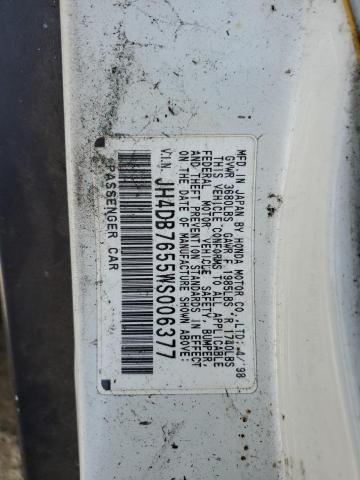 MFD. IN JAPAN BY HONDA MOTOR CO., LTD. 4/'98
GVWR 3680LBS GAWR F 1985LBS R 1740LBS
THIS VEHICLE CONFORMS TO ALL APPLICABLE
FEDERAL MOTOR VEHICLE SAFETY, BUMPER,
AND THEFT PREVENTION STANDARDS IN EFFECT
ON THE DATE OF MANUFACTURE SHOWN ABOVE:
V.I.N. JH4DB7655WS006377
PASSENGER CAR